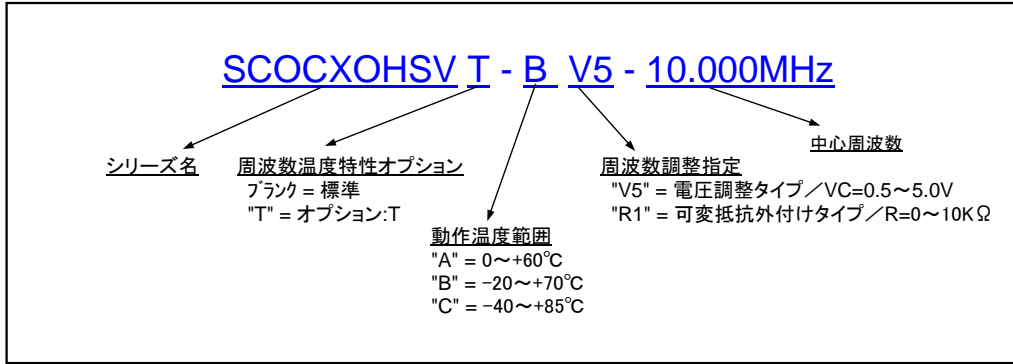 SCOCXOHSV T - B V5 - 10.000MHz
シリーズ名
周波数温度特性オプション
ブランク = 標準
"T" = オプション:T
動作温度範囲
"A" = 0～+60℃
"B" = −20～+70℃
"C" = −40～+85℃
周波数調整指定
"V5" = 電圧調整タイプ／VC=0.5～5.0V
"R1" = 可変抵抗外付けタイプ／R=0～10KΩ
中心周波数